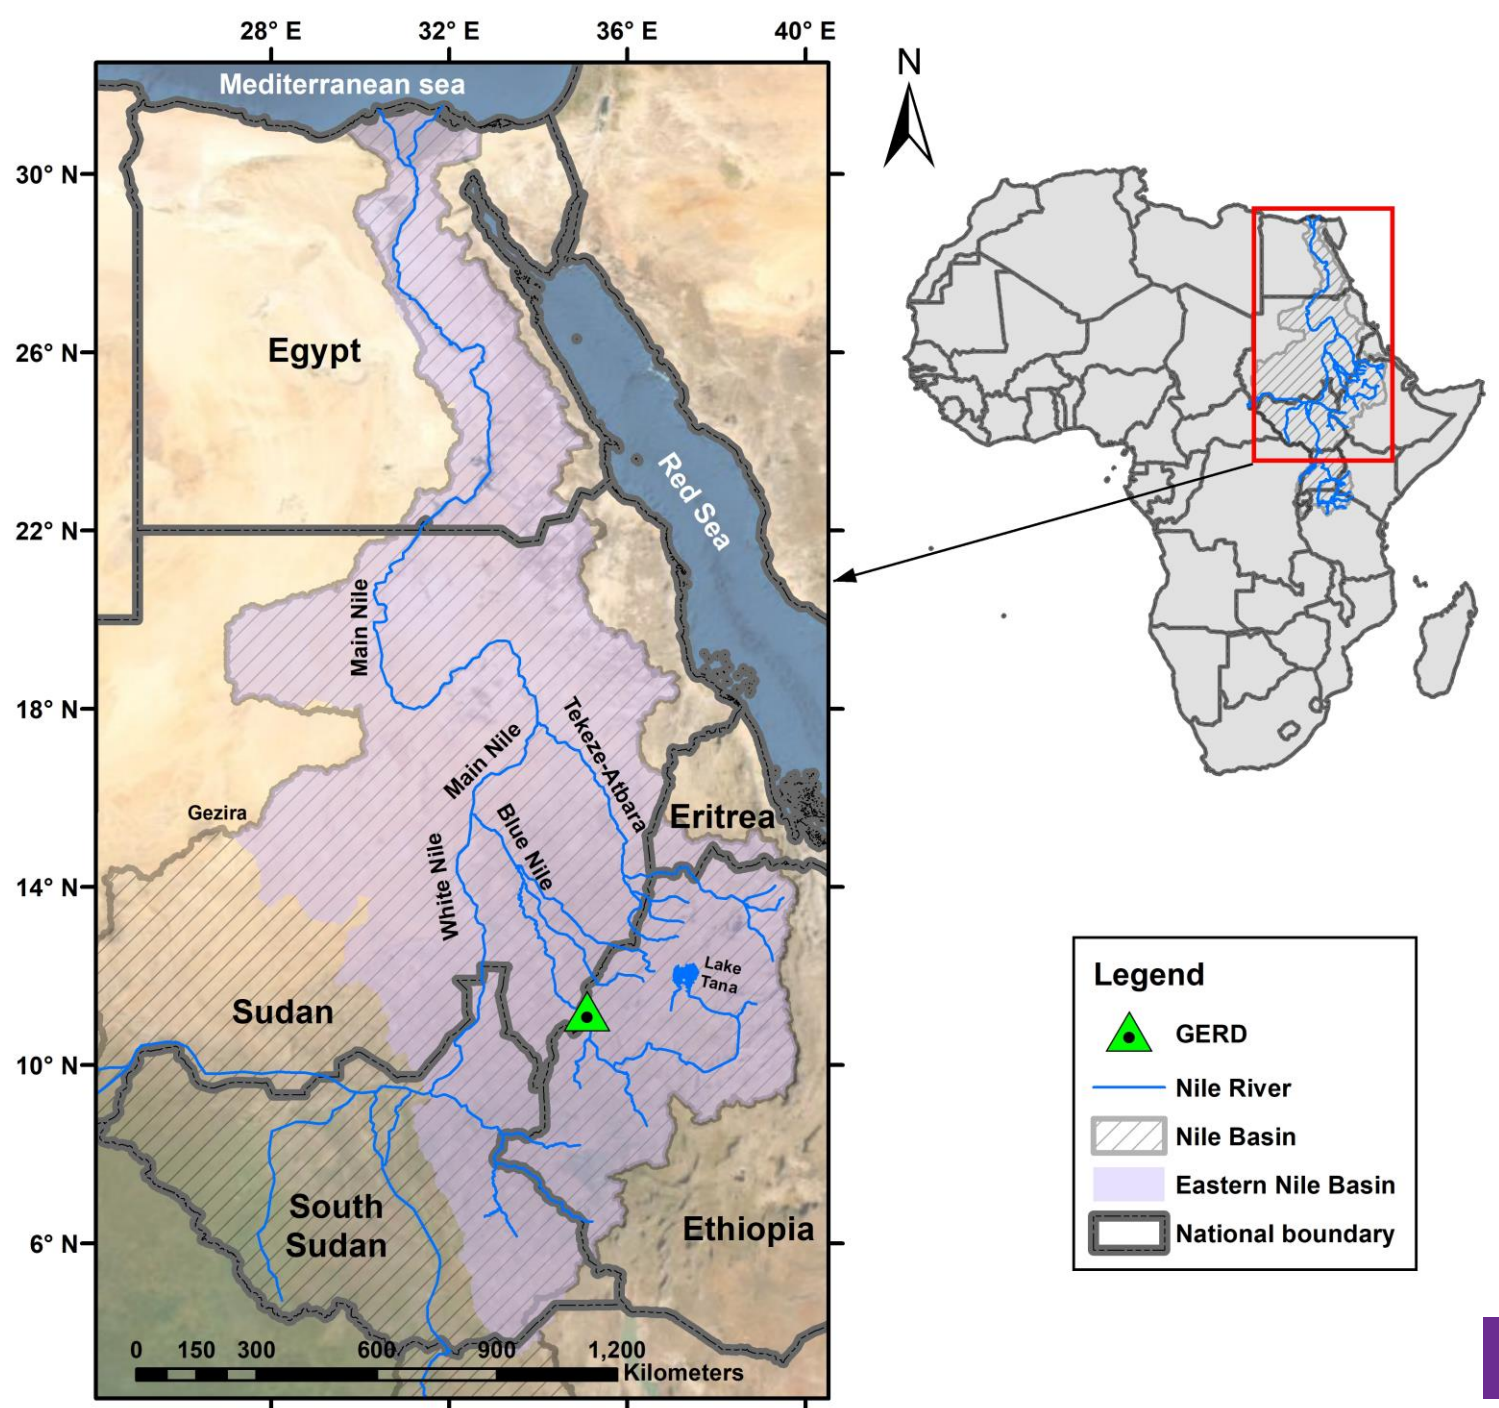 28° E 32° E 36° E 40° E
N
Mediterranean sea
30° N
26° N
22° N
18° N
14° N
10° N
6° N
Egypt
Red Sea
Main Nile
Tekeze-Atbara
Main Nile
Gezira
Blue Nile
Eritrea
White Nile
Lake
Tana
Sudan
South
Sudan
Ethiopia
0 150 300 600 900 1,200
Kilometers
Legend
GERD
Nile River
Nile Basin
Eastern Nile Basin
National boundary